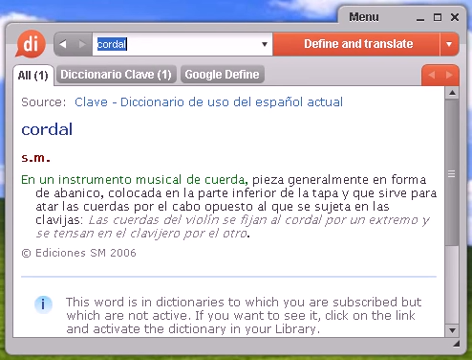 Menu
di
cordal
Define and translate
All (1)
Diccionario Clave (1)
Google Define
Source: Clave - Diccionario de uso del español actual
cordal
s.m.
En un instrumento musical de cuerda, pieza generalmente en forma
de abanico, colocada en la parte inferior de la tapa y que sirve para
atar las cuerdas por el cabo opuesto al que se sujeta en las
clavijas: Las cuerdas del violín se fijan al cordal por un extremo y
se tensan en el clavijero por el otro.
© Ediciones SM 2006
i
This word is in dictionaries to which you are subscribed but
which are not active. If you want to see it, click on the link
and activate the dictionary in your Library.